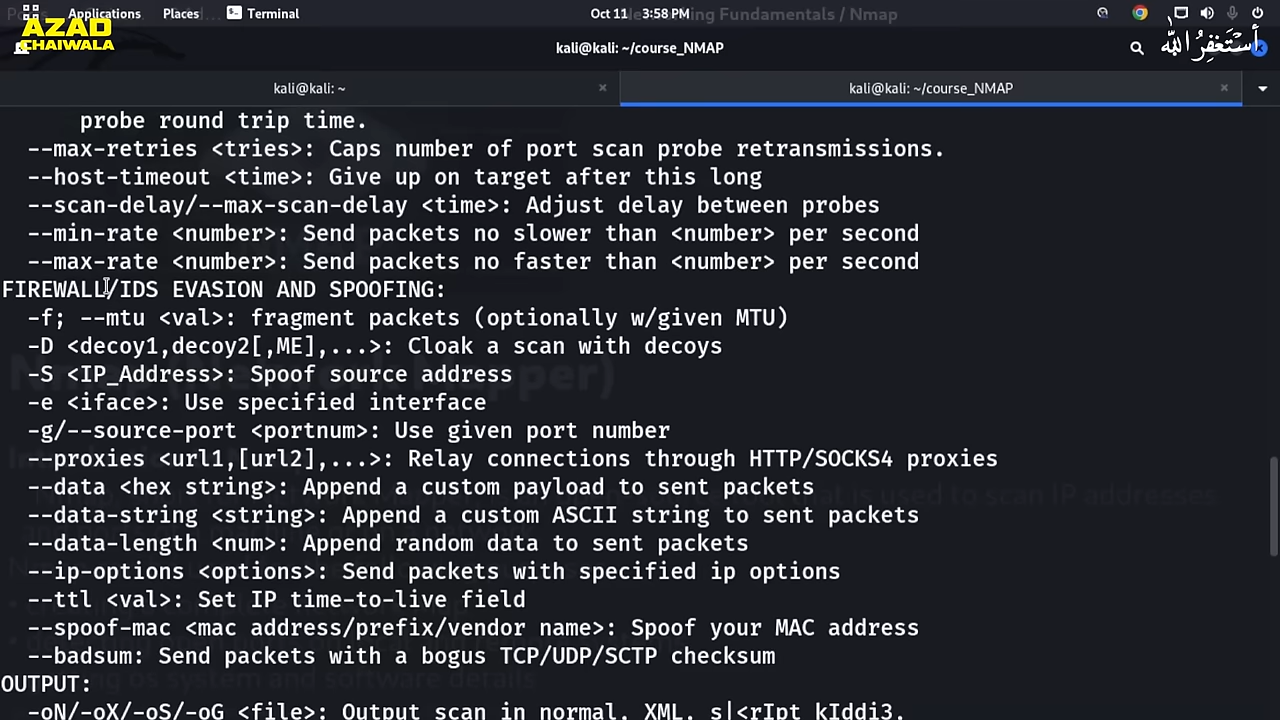 Applications
Places
Terminal
Oct 11 3:58 PM
Fundamentals / Nmap
AZAD
CHAIWALA
kali@kali: ~/course_NMAP
أستغفر الله
kali@kali: ~
kali@kali: ~/course_NMAP
probe round trip time.
--max-retries <tries>: Caps number of port scan probe retransmissions.
--host-timeout <time>: Give up on target after this long
--scan-delay/--max-scan-delay <time>: Adjust delay between probes
--min-rate <number>: Send packets no slower than <number> per second
--max-rate <number>: Send packets no faster than <number> per second
FIREWALL/IDS EVASION AND SPOOFING:
-f; --mtu <val>: fragment packets (optionally w/given MTU)
-D <decoy1,decoy2[,ME],...>: Cloak a scan with decoys
-S <IP_Address>: Spoof source address
-e <iface>: Use specified interface
-g/--source-port <portnum>: Use given port number
--proxies <url1,[url2],...>: Relay connections through HTTP/SOCKS4 proxies
--data <hex string>: Append a custom payload to sent packets
--data-string <string>: Append a custom ASCII string to sent packets
--data-length <num>: Append random data to sent packets
--ip-options <options>: Send packets with specified ip options
--ttl <val>: Set IP time-to-live field
--spoof-mac <mac address/prefix/vendor name>: Spoof your MAC address
--badsum: Send packets with a bogus TCP/UDP/SCTP checksum
OUTPUT:
-oN/-oX/-oS/-oG <file>: Output scan in normal, XML, s|<rIpt kIddi3,